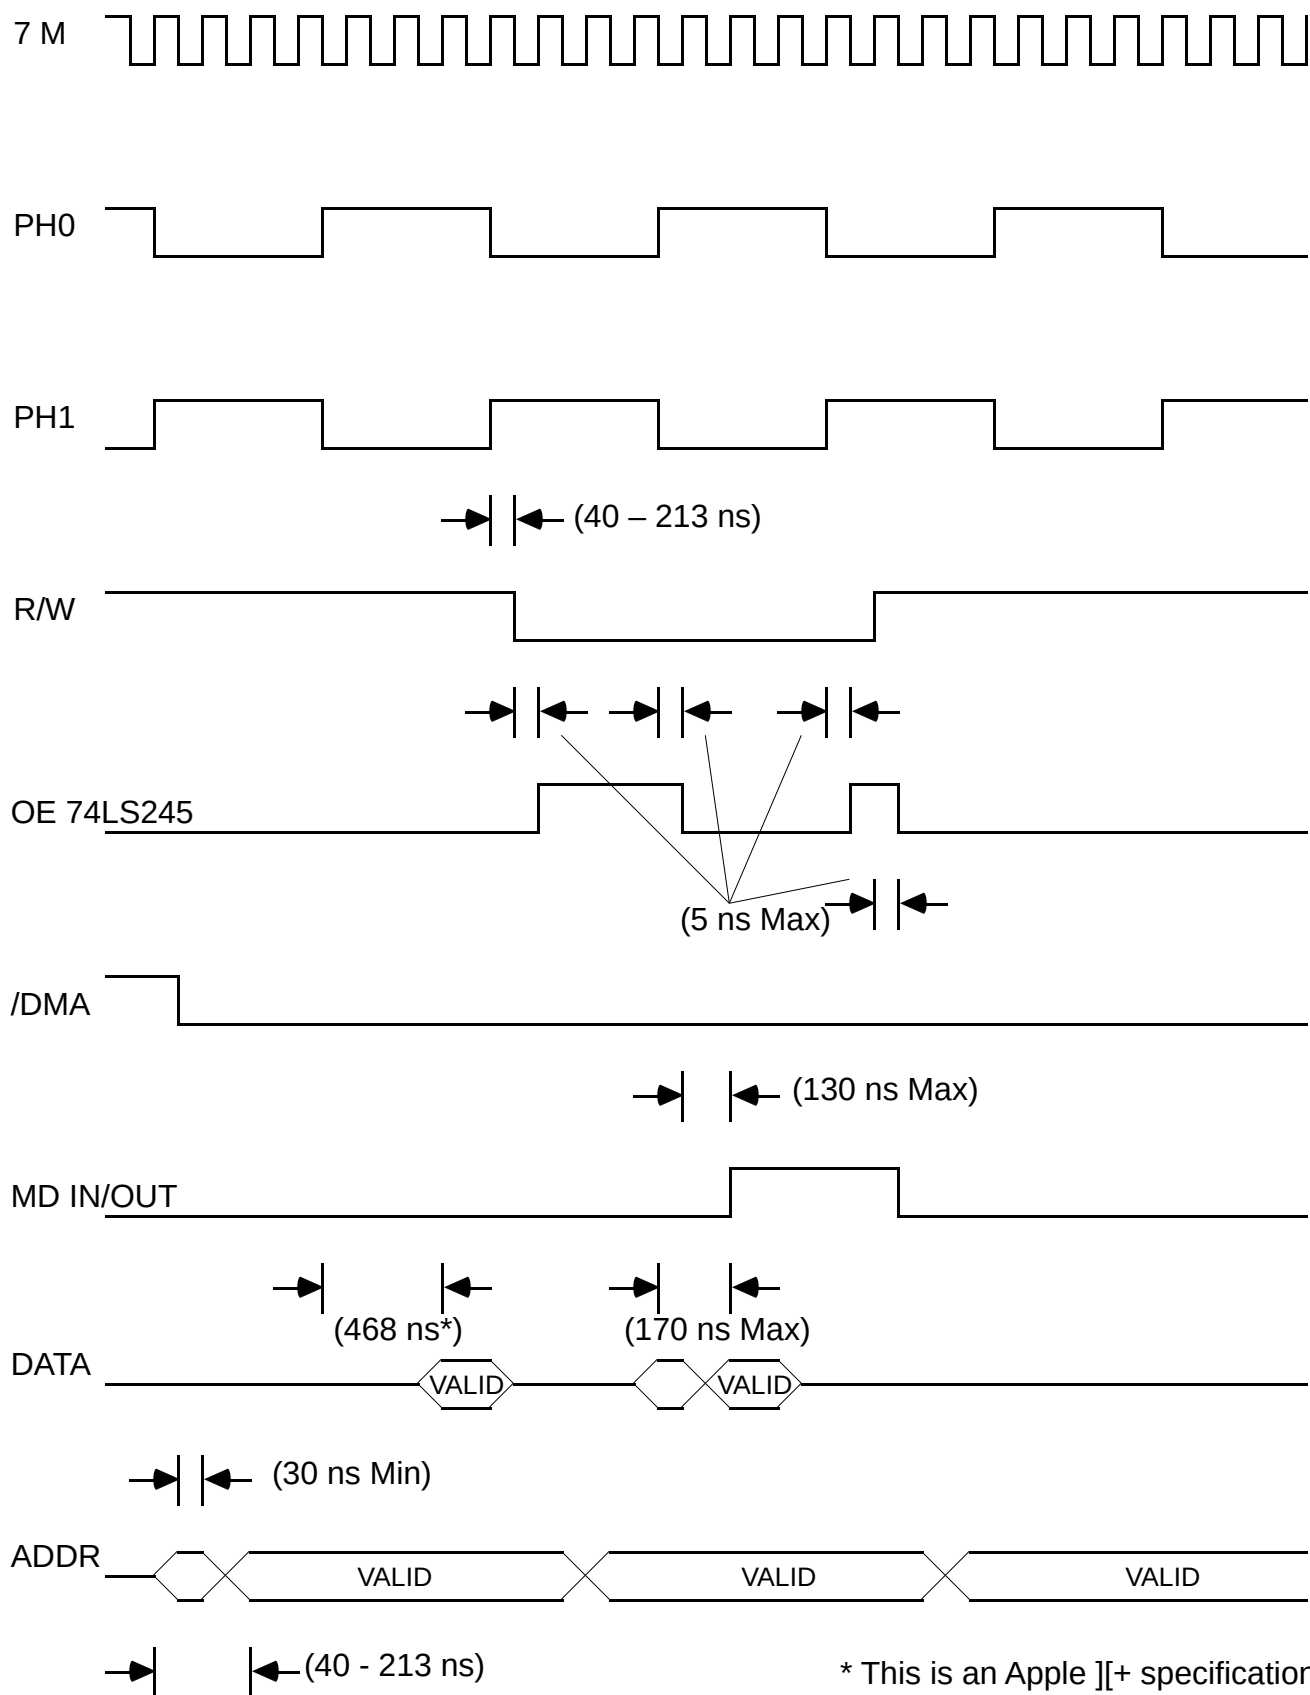 7 M
PH0
PH1
(40 – 213 ns)
R/W
OE 74LS245
(5 ns Max)
/DMA
(130 ns Max)
MD IN/OUT
(468 ns*)
(170 ns Max)
DATA
VALID
VALID
(30 ns Min)
ADDR
VALID
VALID
VALID
(40 - 213 ns)
* This is an Apple ][+ specification